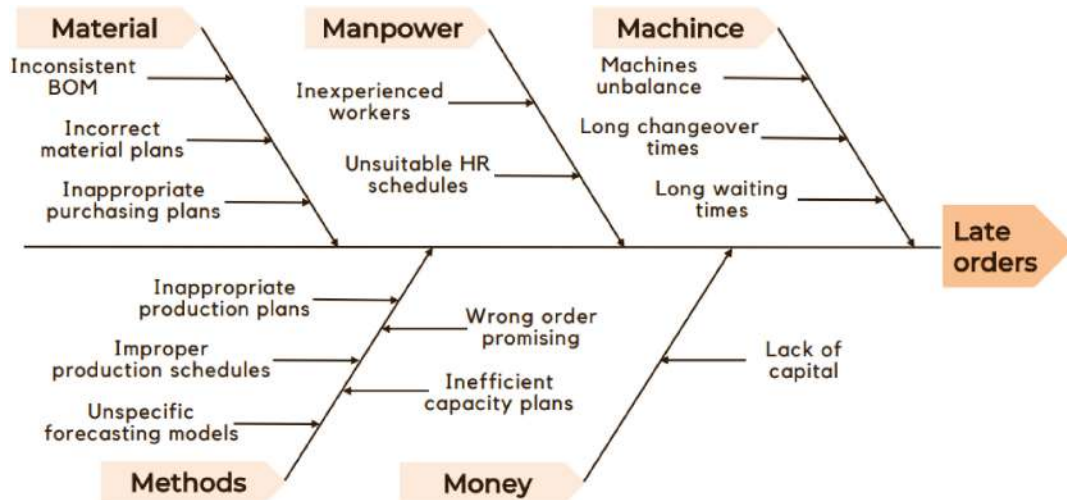 Material
Manpower
Machince
Inconsistent
BOM
Incorrect
material plans
Inappropriate
purchasing plans
Inexperienced
workers
Unsuitable HR
schedules
Machines
unbalance
Long changeover
times
Long waiting
times
Late
orders
Inappropriate
production plans
Improper
production schedules
Unspecific
forecasting models
Wrong order
promising
Inefficient
capacity plans
Lack of
capital
Methods
Money